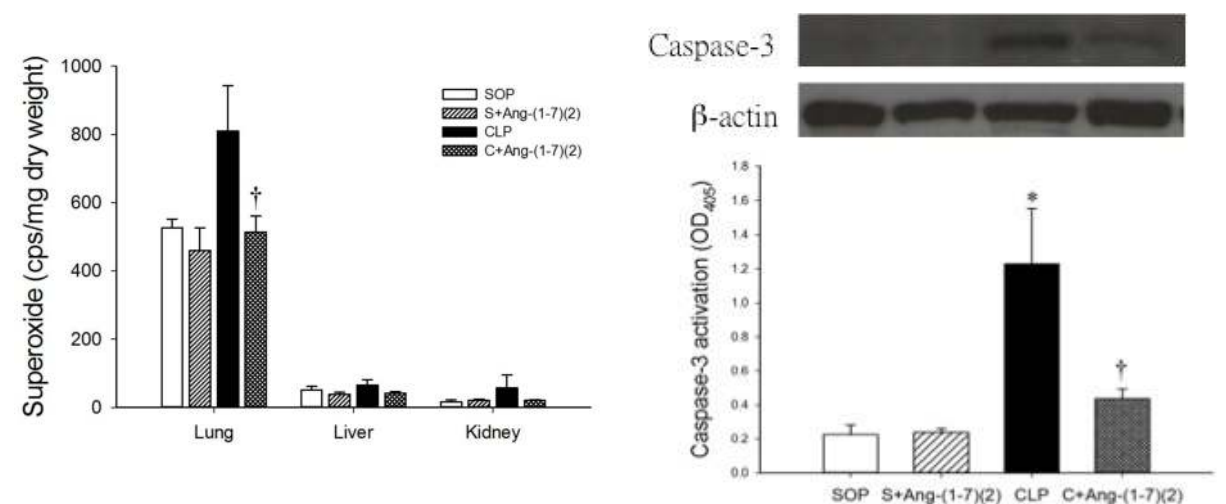 Superoxide (cps/mg dry weight)
1000
800
600
400
200
0
SOP
S+Ang-(1-7)(2)
CLP
C+Ang-(1-7)(2)
†
Lung Liver Kidney
Caspase-3
β-actin
Caspase-3 activation (OD405)
1.8
1.6
1.4
1.2
1.0
0.8
0.6
0.4
0.2
0.0
*
†
SOP S+Ang-(1-7)(2) CLP C+Ang-(1-7)(2)